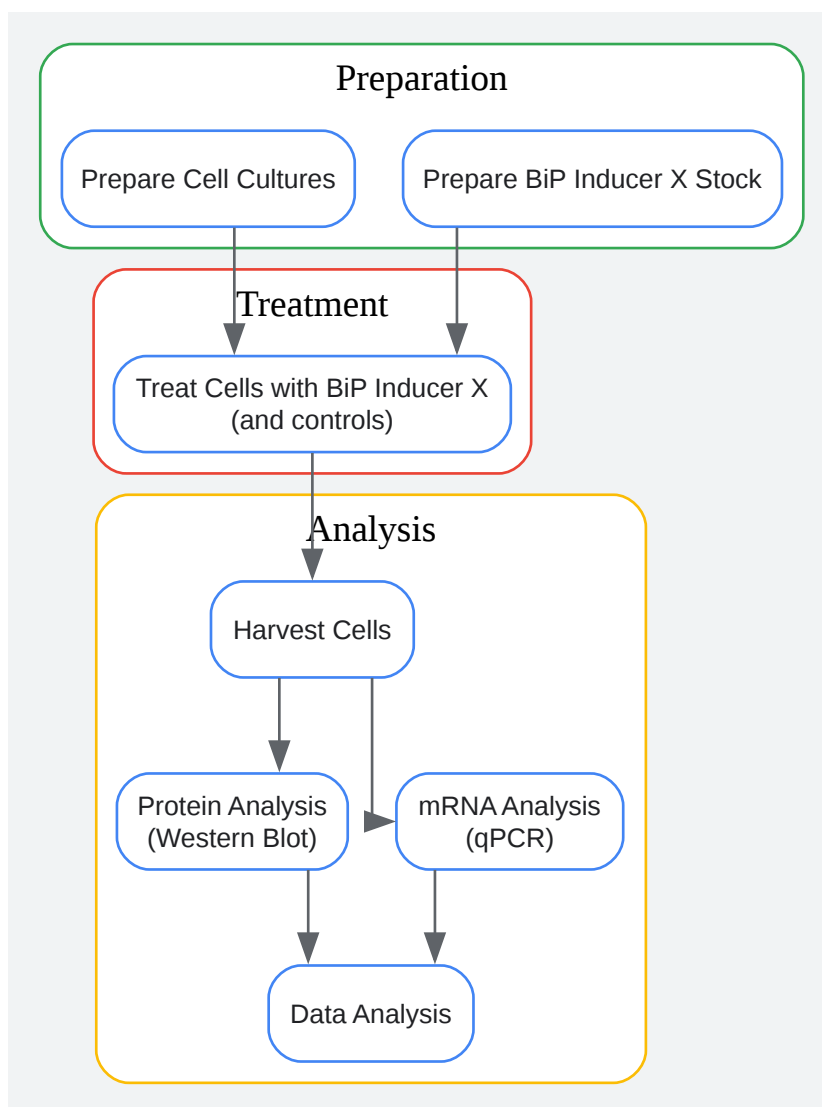 Preparation
Prepare Cell Cultures
Prepare BiP Inducer X Stock
Treatment
Treat Cells with BiP Inducer X
(and controls)
Analysis
Harvest Cells
Protein Analysis
(Western Blot)
mRNA Analysis
(qPCR)
Data Analysis